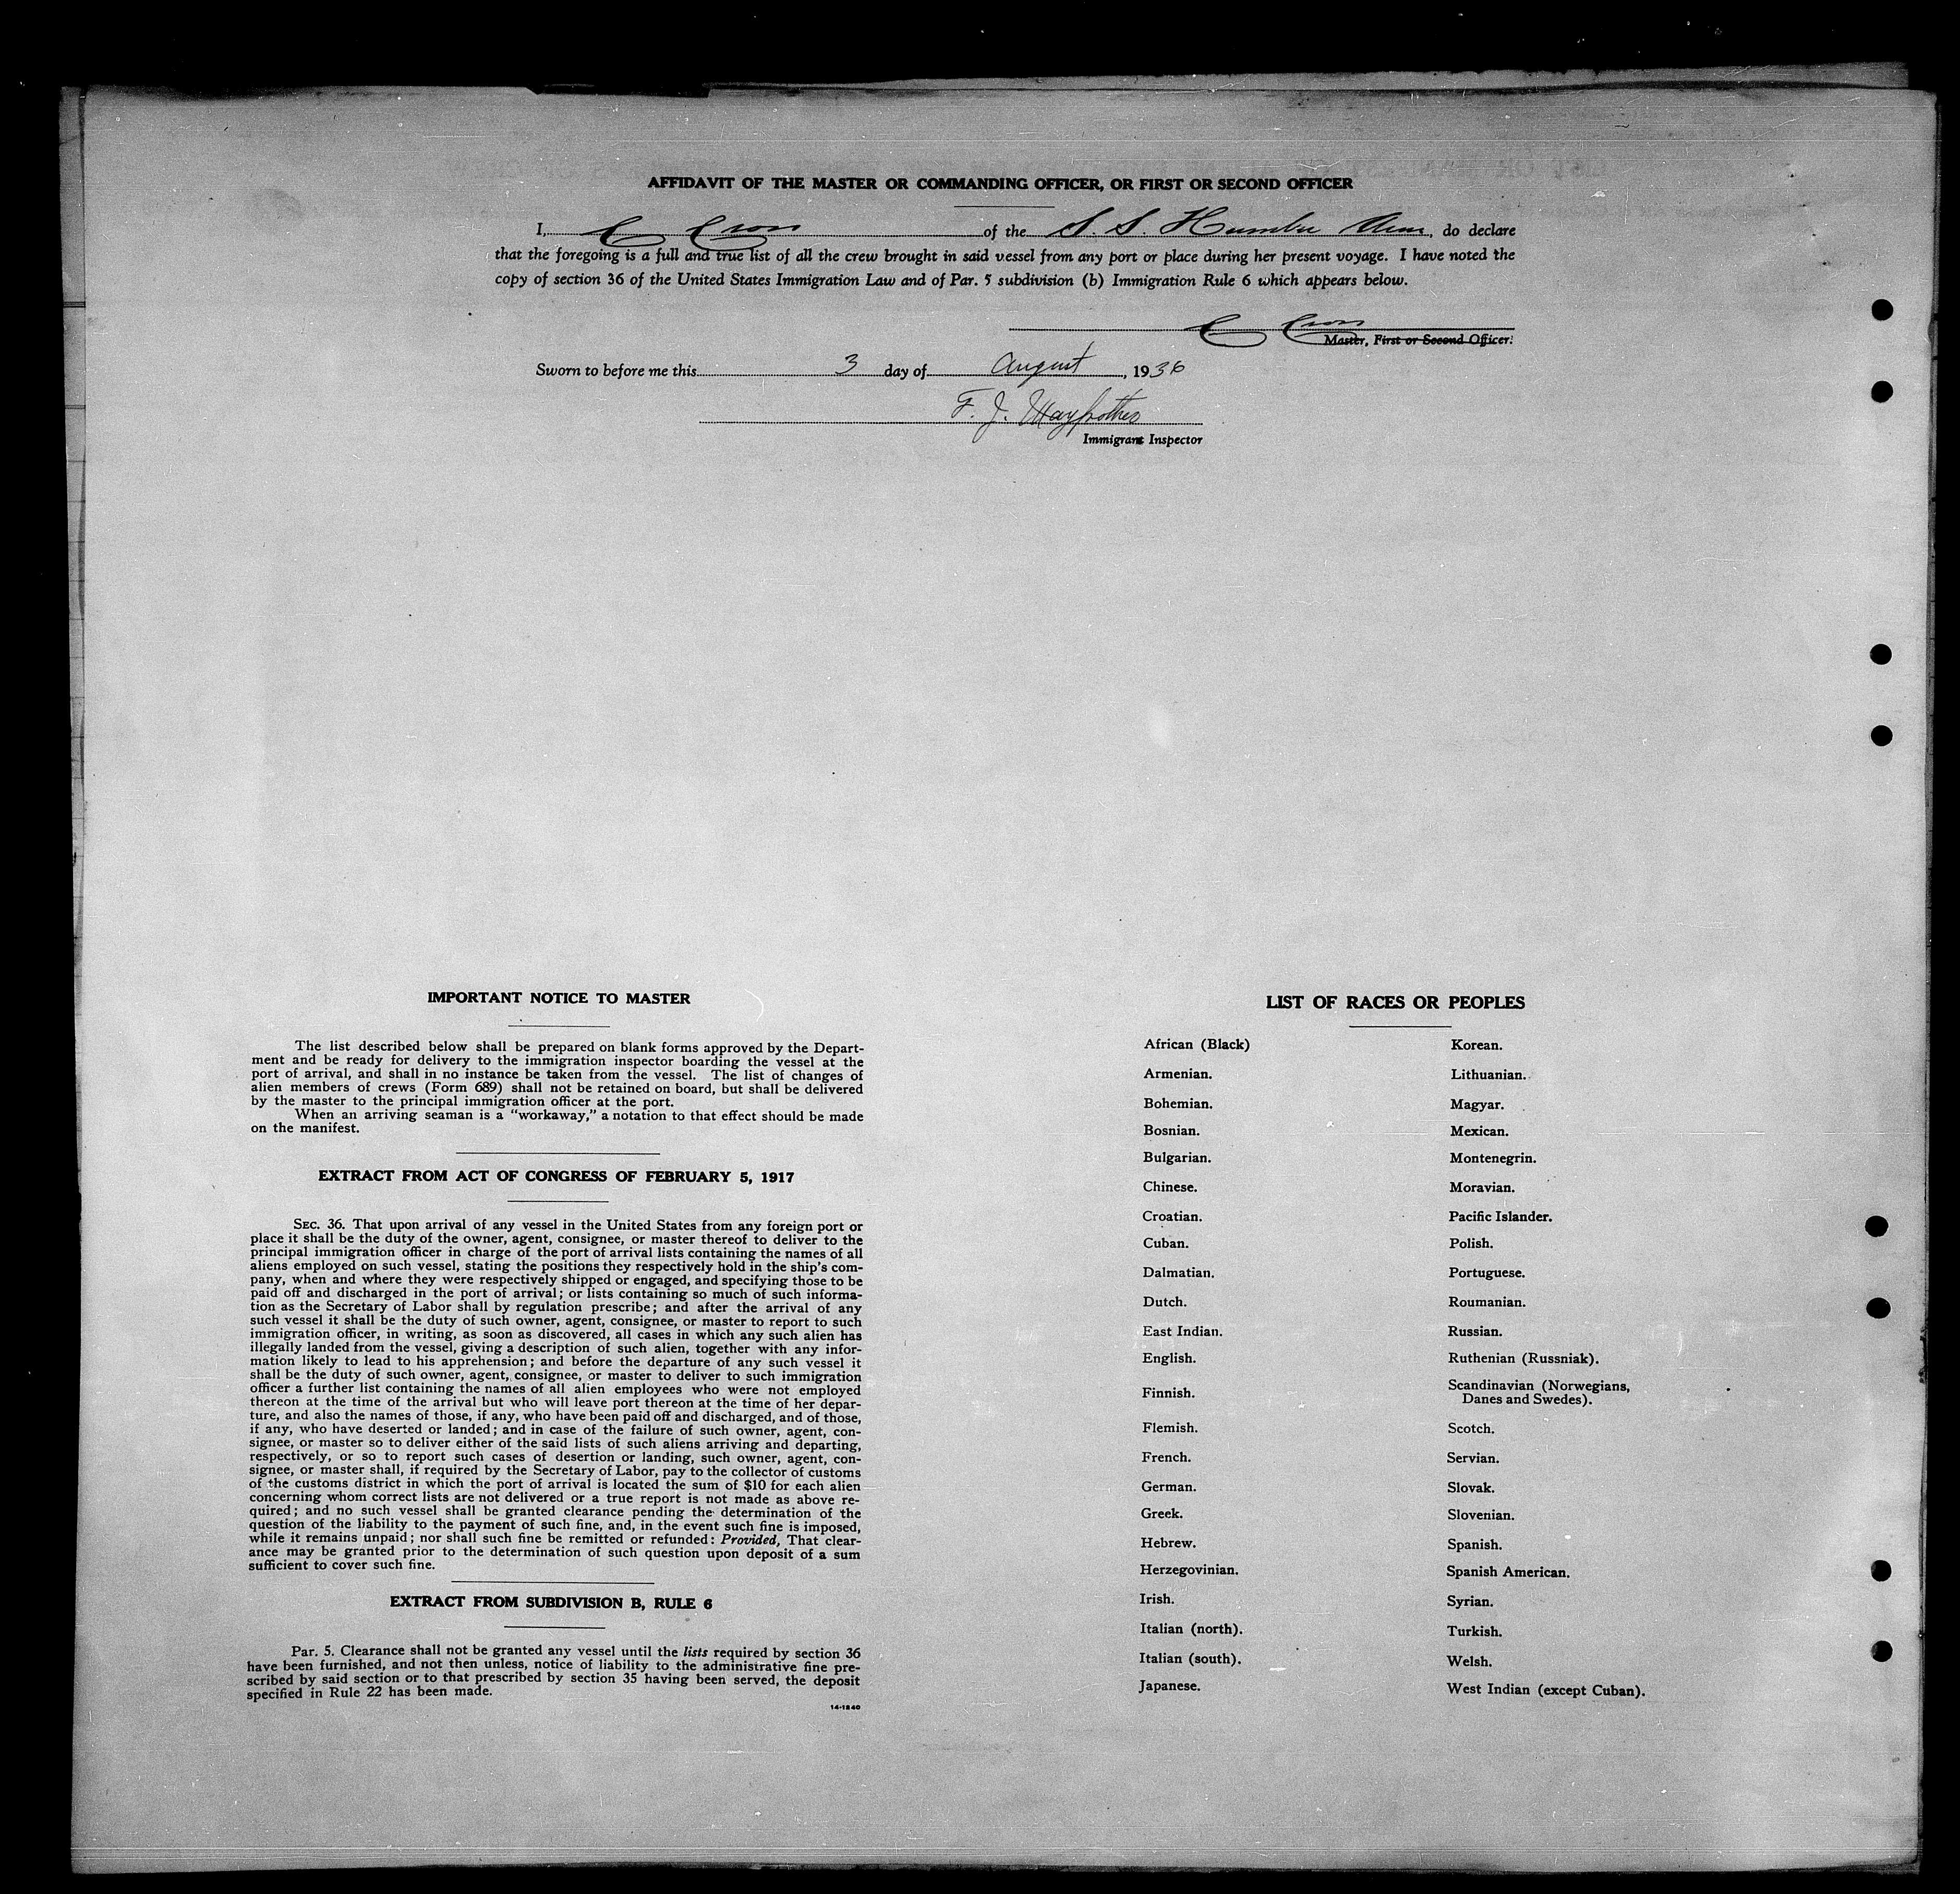 AFFIDAVIT OF THE MASTER OR COMMANDING OFFICER, OR FIRST OR SECOND OFFICER
I, C Cron of the S. S. Humber Arm, do declare
that the foregoing is a full and true list of all the crew brought in said vessel from any port or place during her present voyage. I have noted the
copy of section 36 of the United States Immigration Law and of Par. 5 subdivision (b) Immigration Rule 6 which appears below.
C Cron
Master, First or Second Officer.
Sworn to before me this 3 day of August, 1936
F. J.
Immigrant Inspector
IMPORTANT NOTICE TO MASTER
The list described below shall be prepared on blank forms approved by the Depart-
ment and be ready for delivery to the immigration inspector boarding the vessel at the
port of arrival, and shall in no instance be taken from the vessel. The list of changes of
alien members of crews (Form 689) shall not be retained on board, but shall be delivered
by the master to the principal immigration officer at the port.
When an arriving seaman is a "workaway," a notation to that effect should be made
on the manifest.
EXTRACT FROM ACT OF CONGRESS OF FEBRUARY 5, 1917
SEC. 36. That upon arrival of any vessel in the United States from any foreign port or
place it shall be the duty of the owner, agent, consignee, or master thereof to deliver to the
principal immigration officer in charge of the port of arrival lists containing the names of all
aliens employed on such vessel, stating the positions they respectively hold in the ship's com-
pany, when and where they were respectively shipped or engaged, and specifying those to be
paid off and discharged in the port of arrival; or lists containing so much of such informa-
tion as the Secretary of Labor shall by regulation prescribe; and after the arrival of any
such vessel it shall be the duty of such owner, agent, consignee, or master to report to such
immigration officer, in writing, as soon as discovered, all cases in which any such alien has
illegally landed from the vessel, giving a description of such alien, together with any infor-
mation likely to lead to his apprehension; and before the departure of any such vessel it
shall be the duty of such owner, agent, consignee, or master to deliver to such immigration
officer a further list containing the names of all alien employees who were not employed
thereon at the time of the arrival but who will leave port thereon at the time of her depar-
ture, and also the names of those, if any, who have been paid off and discharged, and of those,
if any, who have deserted or landed; and in case of the failure of such owner, agent, con-
signee, or master so to deliver either of the said lists of such aliens arriving and departing,
respectively, or so to report such cases of desertion or landing, such owner, agent, con-
signee, or master shall, if required by the Secretary of Labor, pay to the collector of customs
of the customs district in which the port of arrival is located the sum of $10 for each alien
concerning whom correct lists are not delivered or a true report is not made as above re-
quired; and no such vessel shall be granted clearance pending the determination of the
question of the liability to the payment of such fine, and, in the event such fine is imposed,
while it remains unpaid; nor shall such fine be remitted or refunded: Provided, That clear-
ance may be granted prior to the determination of such question upon deposit of a sum
sufficient to cover such fine.
EXTRACT FROM SUBDIVISION B, RULE 6
Par. 5. Clearance shall not be granted any vessel until the lists required by section 36
have been furnished, and not then unless, notice of liability to the administrative fine pre-
scribed by said section or to that prescribed by section 35 having been served, the deposit
specified in Rule 22 has been made.
14-1240
LIST OF RACES OR PEOPLES
African (Black)
Armenian.
Bohemian.
Bosnian.
Bulgarian.
Chinese.
Croatian.
Cuban.
Dalmatian.
Dutch.
East Indian.
English.
Finnish.
Flemish.
French.
German.
Greek.
Hebrew.
Herzegovinian.
Irish.
Italian (north).
Italian (south).
Japanese.
Korean.
Lithuanian.
Magyar.
Mexican.
Montenegrin.
Moravian.
Pacific Islander.
Polish.
Portuguese.
Roumanian.
Russian.
Ruthenian (Russniak).
Scandinavian (Norwegians,
Danes and Swedes).
Scotch.
Servian.
Slovak.
Slovenian.
Spanish.
Spanish American.
Syrian.
Turkish.
Welsh.
West Indian (except Cuban).